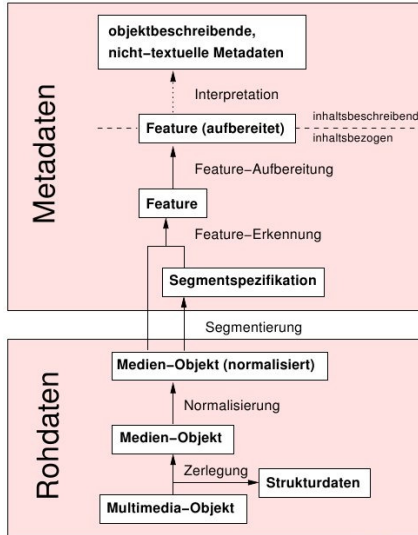 objektbeschreibende,
nicht-textuelle Metadaten
Interpretation
inhaltsbeschreibend
Feature (aufbereitet)
inhaltsbezogen
Feature-Aufbereitung
Feature
Feature-Erkennung
Segmentspezifikation
Metadaten
Segmentierung
Medien-Objekt (normalisiert)
Normalisierung
Medien-Objekt
Zerlegung
Strukturdaten
Multimedia-Objekt
Rohdaten